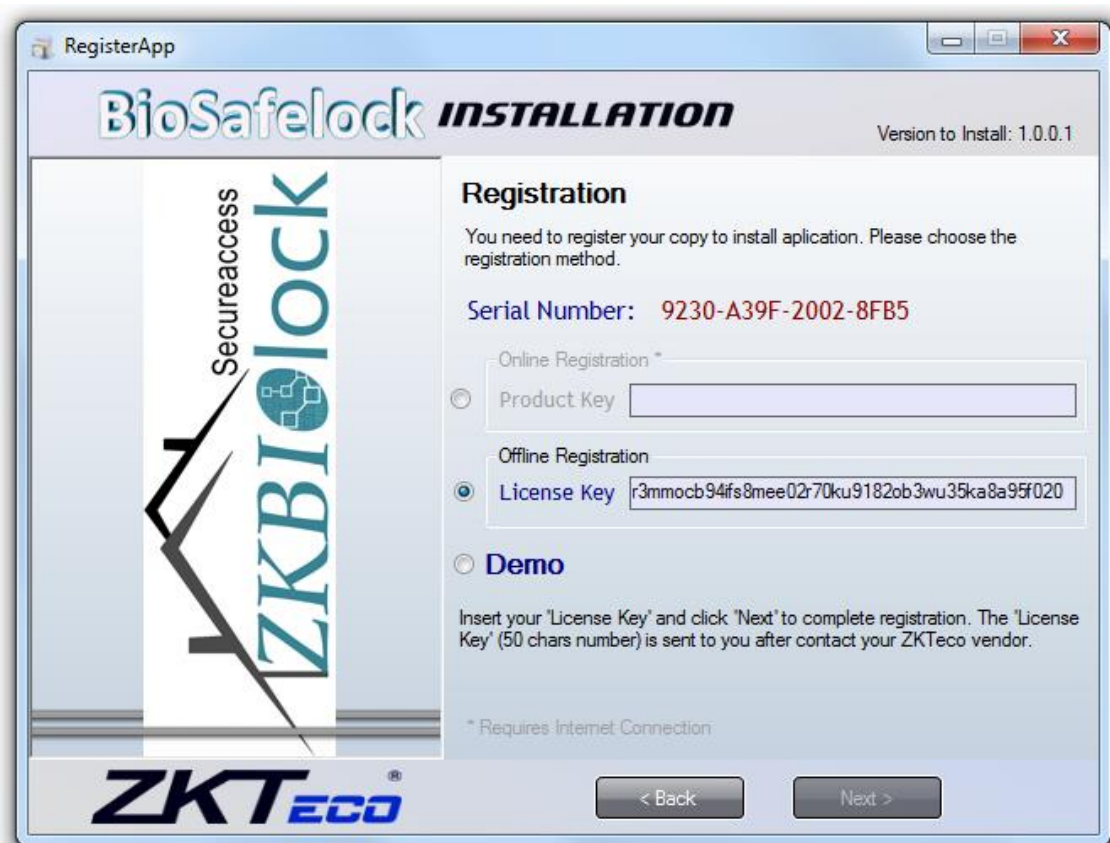 RegisterApp
BioSafelock INSTALLATION
Version to Install: 1.0.0.1
Secureaccess
ZKBIOlock
Registration
You need to register your copy to install aplication. Please choose the
registration method.
Serial Number: 9230-A39F-2002-8FB5
Online Registration *
Product Key
Offline Registration
License Key r3mmocb94ifs8mee02r70ku9182ob3wu35ka8a95f020
Demo
Insert your 'License Key' and click 'Next' to complete registration. The 'License
Key' (50 chars number) is sent to you after contact your ZKTeco vendor.
* Requires Internet Connection
ZKTECO ®
< Back
Next >